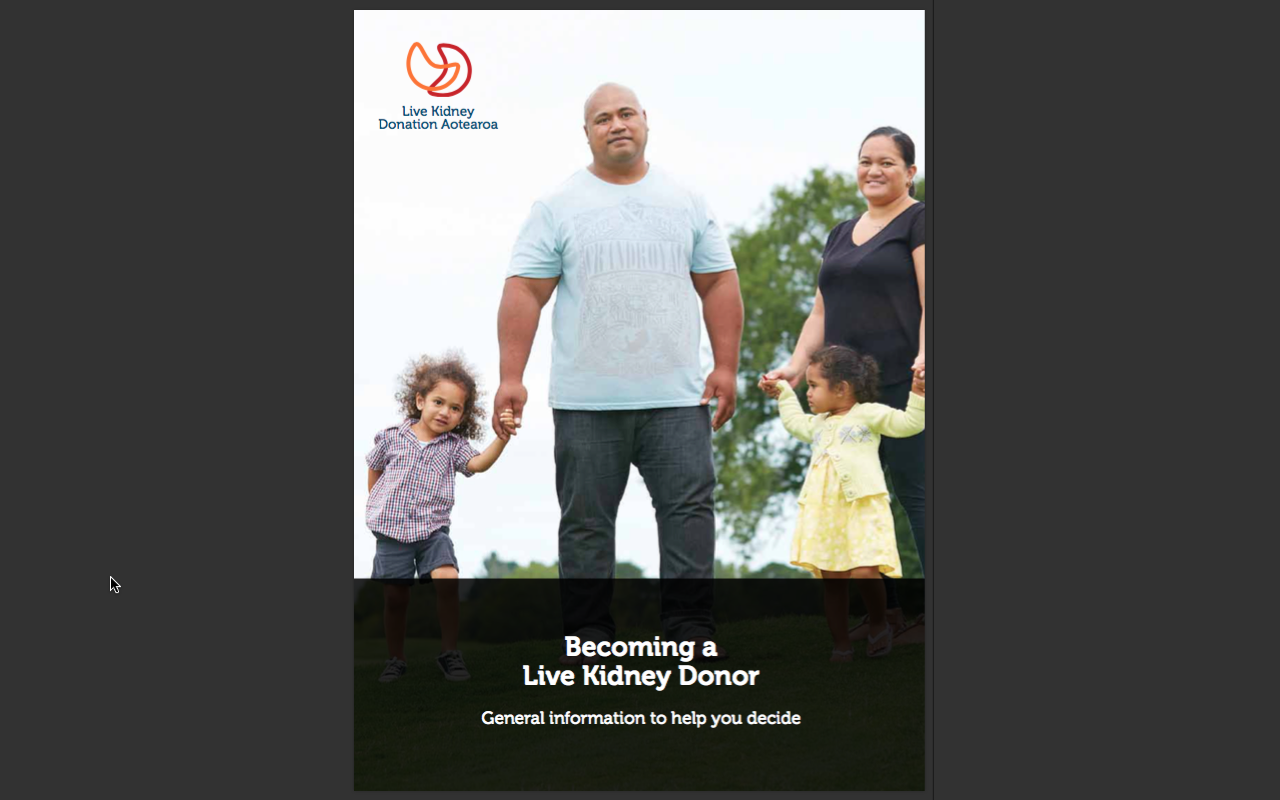 Live Kidney
Donation Aotearoa
Becoming a
Live Kidney Donor
General information to help you decide